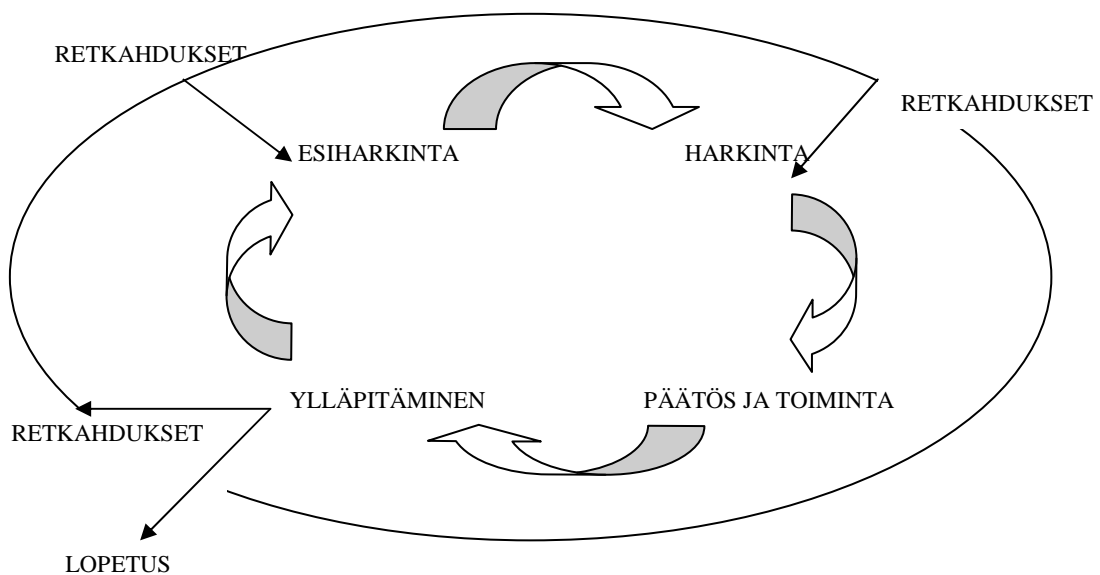 RETKAHDUKSET
RETKAHDUKSET
ESIHARKINTA
HARKINTA
YLLÄPITÄMINEN
PÄÄTÖS JA TOIMINTA
RETKAHDUKSET
LOPETUS